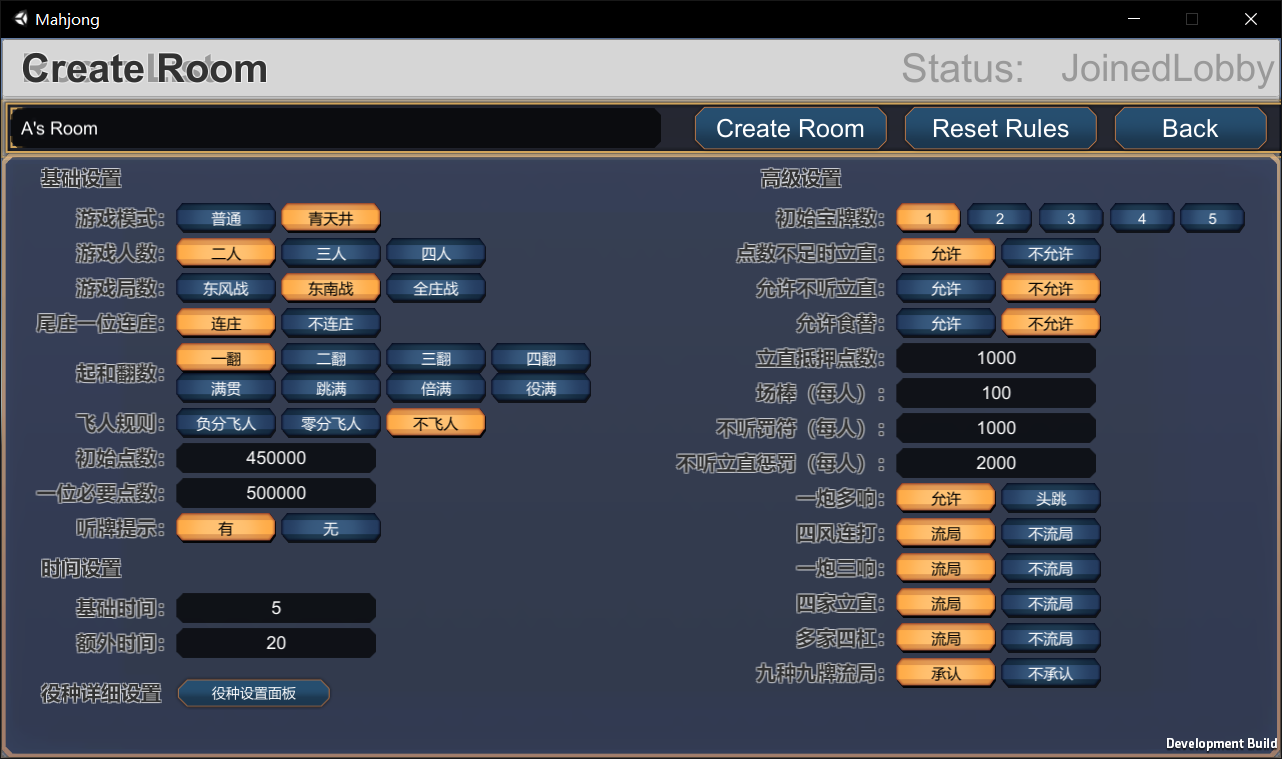 Mahjong
Create Room
Status: JoinedLobby
A's Room
Create Room
Reset Rules
Back
基础设置
游戏模式: 普通 青天井
游戏人数: 二人 三人 四人
游戏局数: 东风战 东南战 全庄战
尾庄一位连庄: 连庄 不连庄
起和翻数: 一翻 二翻 三翻 四翻
满贯 跳满 倍满 役满
飞人规则: 负分飞人 零分飞人 不飞人
初始点数: 450000
一位必要点数: 500000
听牌提示: 有 无
时间设置
基础时间: 5
额外时间: 20
役种详细设置 役种设置面板
高级设置
初始宝牌数: 1 2 3 4 5
点数不足时立直: 允许 不允许
允许不听立直: 允许 不允许
允许食替: 允许 不允许
立直抵押点数: 1000
场棒（每人）: 100
不听罚符（每人）: 1000
不听立直惩罚（每人）: 2000
一炮多响: 允许 头跳
四风连打: 流局 不流局
一炮三响: 流局 不流局
四家立直: 流局 不流局
多家四杠: 流局 不流局
九种九牌流局: 承认 不承认
Development Build